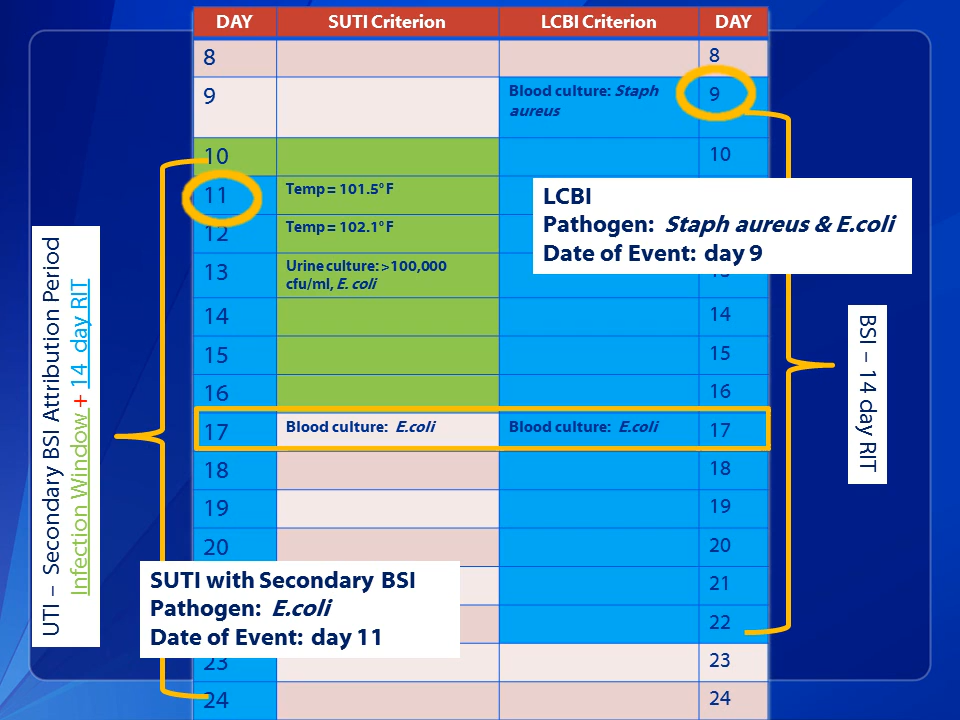 DAY SUTI Criterion LCBI Criterion DAY
8 8
9 Blood culture: Staph 9
aureus
10 10
11 Temp = 101.5° F
LCBI
Pathogen: Staph aureus & E.coli
Date of Event: day 9
12 Temp = 102.1° F
13 Urine culture: >100,000 13
cfu/ml, E. coli
14 14
15 15
16 16
17 Blood culture: E.coli Blood culture: E.coli 17
18 18
19 19
20 20
21
22
SUTI with Secondary BSI
Pathogen: E.coli
Date of Event: day 11
23 23
24 24
UTI – Secondary BSI Attribution Period
Infection Window + 14 day RIT
BSI – 14 day RIT